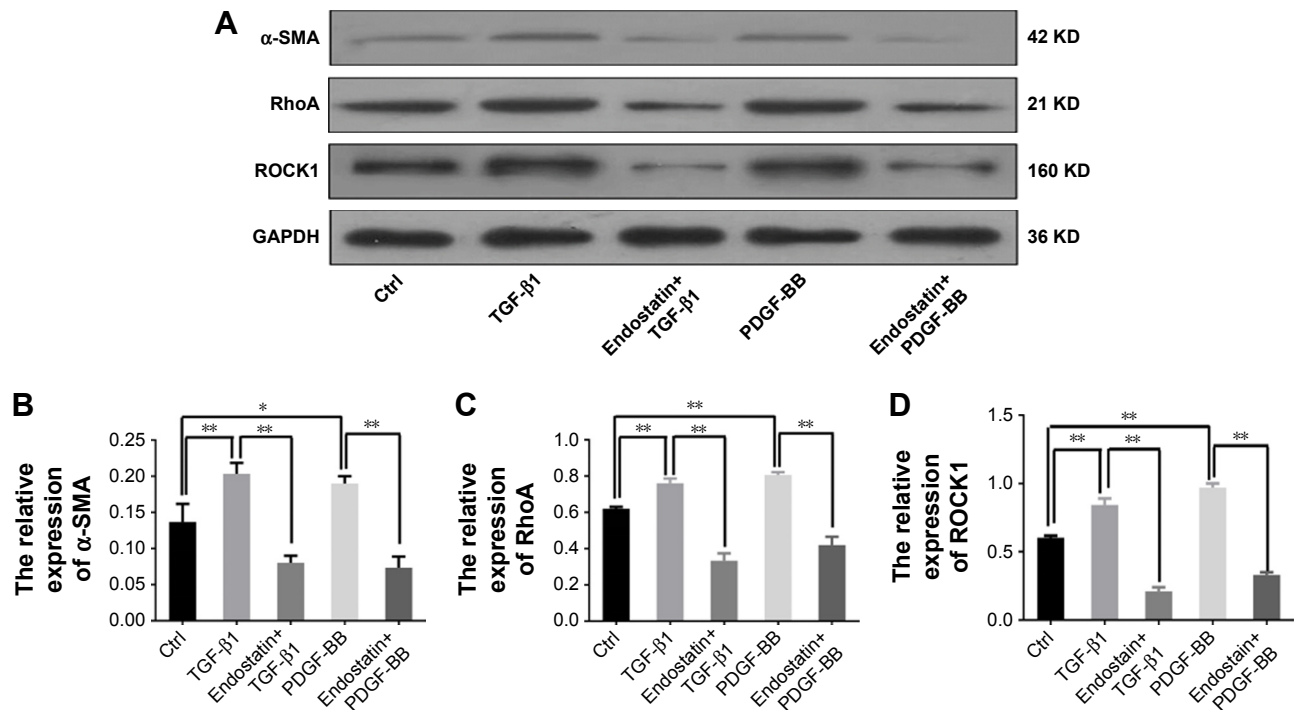 A
α-SMA
42 KD
RhoA
21 KD
ROCK1
160 KD
GAPDH
36 KD
Ctrl
TGF-β1
Endostatin+
TGF-β1
PDGF-BB
Endostatin+
PDGF-BB
B
The relative
expression
of α-SMA
0.25
0.20
0.15
0.10
0.05
0.00
*
**
**
**
Ctrl
TGF-β1
Endostatin+
TGF-β1
PDGF-BB
Endostatin+
PDGF-BB
C
The relative
expression
of RhoA
1.0
0.8
0.6
0.4
0.2
0.0
**
**
**
**
Ctrl
TGF-β1
Endostatin+
TGF-β1
PDGF-BB
Endostatin+
PDGF-BB
D
The relative
expression
of ROCK1
1.5
1.0
0.5
0.0
**
**
**
**
Ctrl
TGF-β1
Endostain+
TGF-β1
PDGF-BB
Endostain+
PDGF-BB